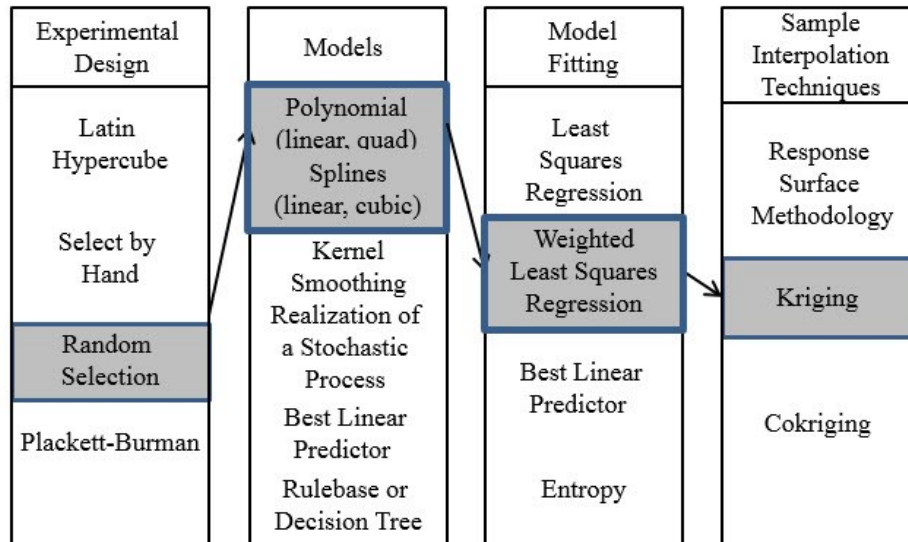 Experimental
Design
Latin
Hypercube
Select by
Hand
Random
Selection
Plackett-Burman
Models
Polynomial
(linear, quad)
Splines
(linear, cubic)
Kernel
Smoothing
Realization of
a Stochastic
Process
Best Linear
Predictor
Rulebase or
Decision Tree
Model
Fitting
Least
Squares
Regression
Weighted
Least Squares
Regression
Best Linear
Predictor
Entropy
Sample
Interpolation
Techniques
Response
Surface
Methodology
Kriging
Cokriging